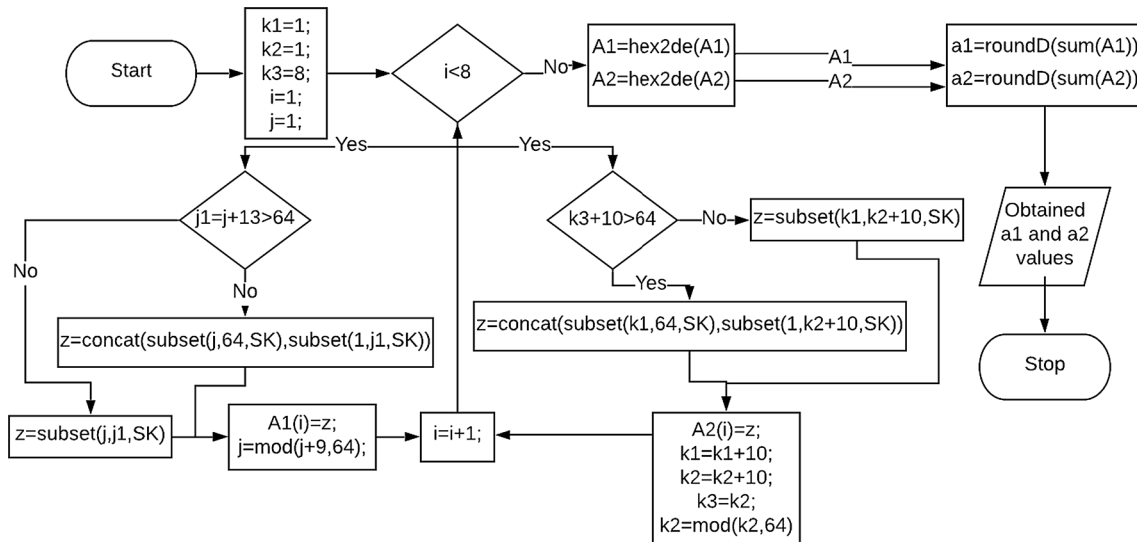 Start
k1=1;
k2=1;
k3=8;
i=1;
j=1;
i<8
No
A1=hex2de(A1)
A2=hex2de(A2)
A1
A2
a1=roundD(sum(A1))
a2=roundD(sum(A2))
Yes
Yes
j1=j+13>64
k3+10>64
No
z=subset(k1,k2+10,SK)
Obtained
a1 and a2
values
No
No
Yes
z=concat(subset(j,64,SK),subset(1,j1,SK))
z=concat(subset(k1,64,SK),subset(1,k2+10,SK))
Stop
z=subset(j,j1,SK)
A1(i)=z;
j=mod(j+9,64);
i=i+1;
A2(i)=z;
k1=k1+10;
k2=k2+10;
k3=k2;
k2=mod(k2,64)